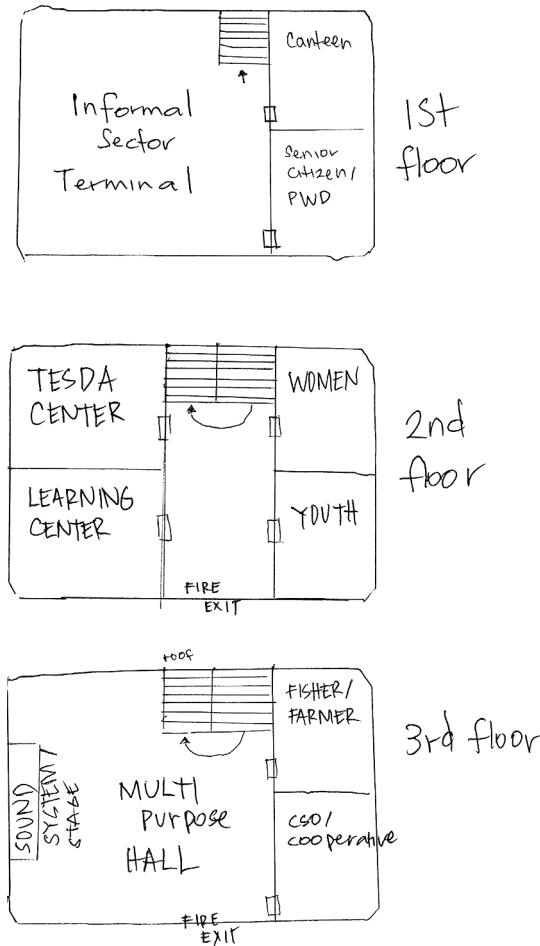 Canteen
Informal
Sector
Terminal
Senior
Citizen/
PWD
1st
floor
TESDA
CENTER
WOMEN
LEARNING
CENTER
YOUTH
2nd
floor
FIRE
EXIT
roof
FISHER/
FARMER
SOUND
SYSTEM/
STAGE
MULTI
Purpose
HALL
CSO/
cooperative
3rd floor
FIRE
EXIT